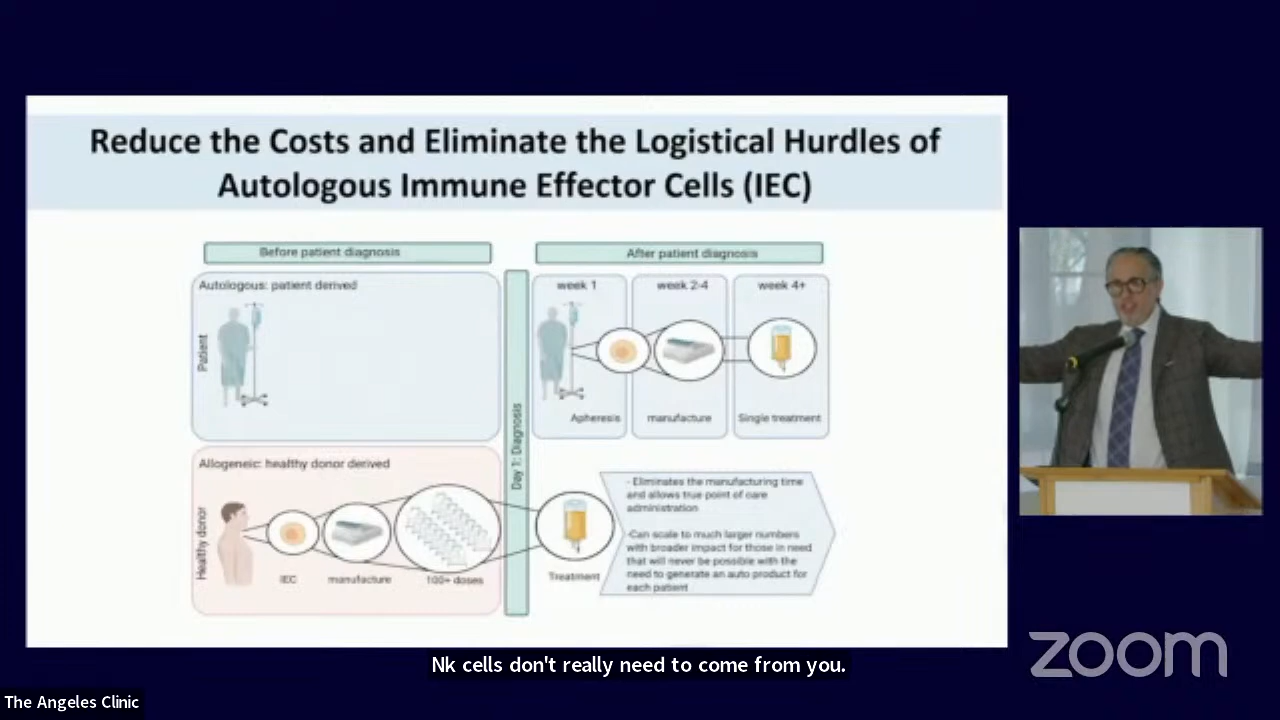 Reduce the Costs and Eliminate the Logistical Hurdles of
Autologous Immune Effector Cells (IEC)
Before patient diagnosis
After patient diagnosis
Autologous: patient derived
Patient
week 1
week 2-4
week 4+
Apheresis
manufacture
Single treatment
Day 1: Diagnosis
Allogeneic: healthy donor derived
Healthy donor
IEC
manufacture
100+ doses
Treatment
- Eliminates the manufacturing time
and allows true point of care
administration
-Can scale to much larger numbers
with broader impact for those in need
that will never be possible with the
need to generate an auto product for
each patient
Nk cells don't really need to come from you.
zoom
The Angeles Clinic